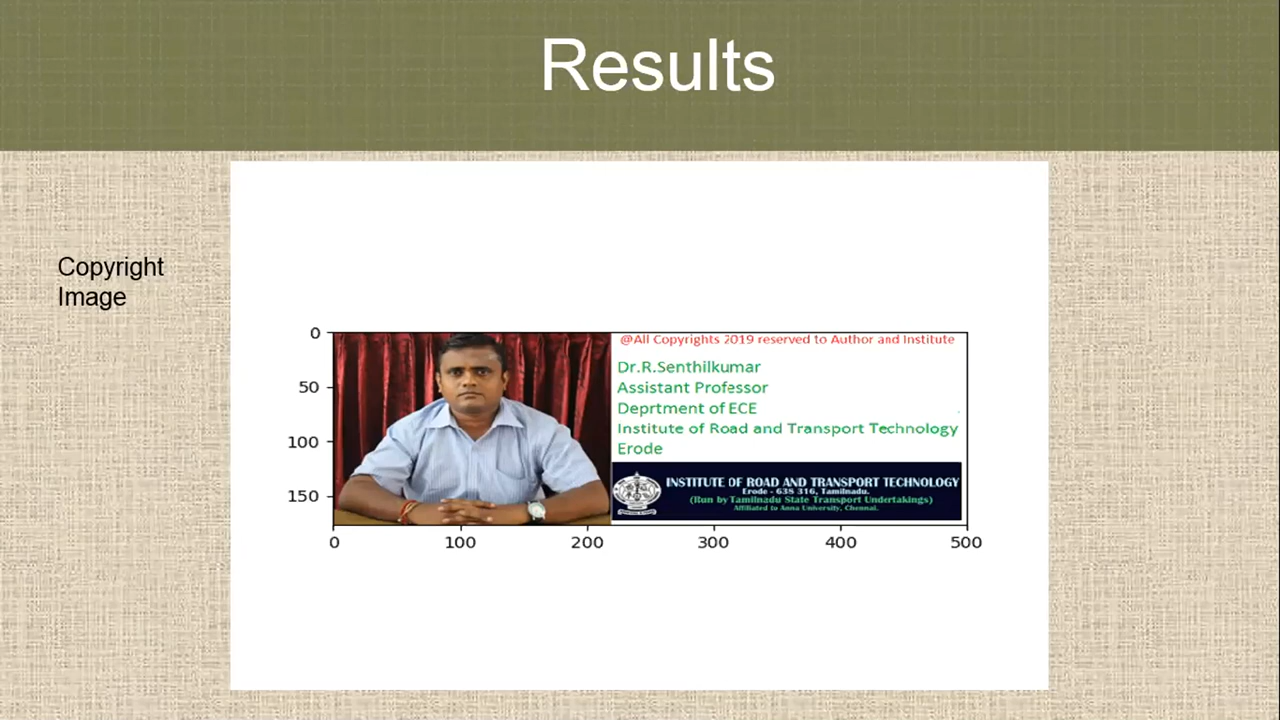 Results
Copyright
Image
0
50
100
150
0
100
200
300
400
500
@All Copyrights 2019 reserved to Author and Institute
Dr.R.Senthilkumar
Assistant Professor
Deprtment of ECE
Institute of Road and Transport Technology
Erode
INSTITUTE OF ROAD AND TRANSPORT TECHNOLOGY
Erode - 638 316, Tamilnadu.
(Run by Tamilnadu State Transport Undertakings)
Affiliated to Anna University, Chennai.